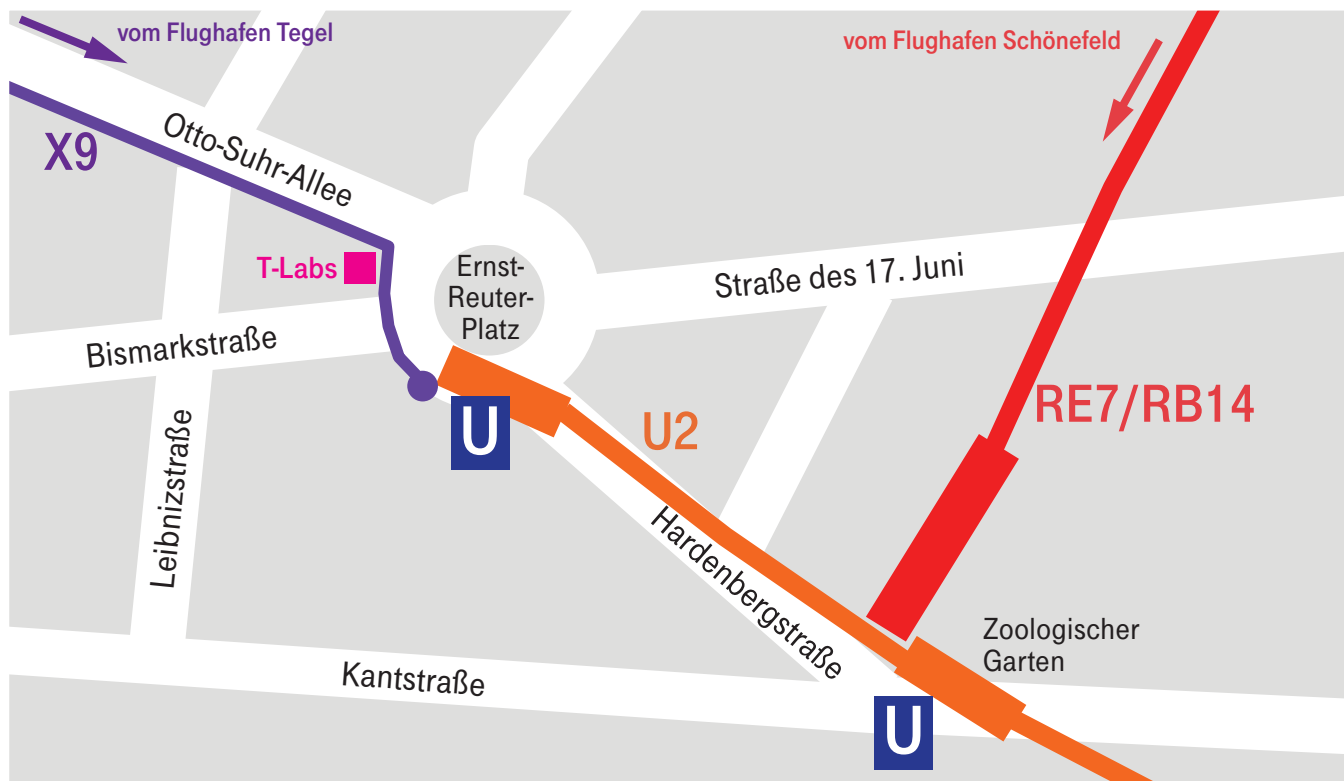 vom Flughafen Tegel
vom Flughafen Schönefeld
X9
Otto-Suhr-Allee
T-Labs
Ernst-
Reuter-
Platz
Straße des 17. Juni
Bismarkstraße
U
U2
RE7/RB14
Leibnizstraße
Hardenbergstraße
Zoologischer
Garten
Kantstraße
U